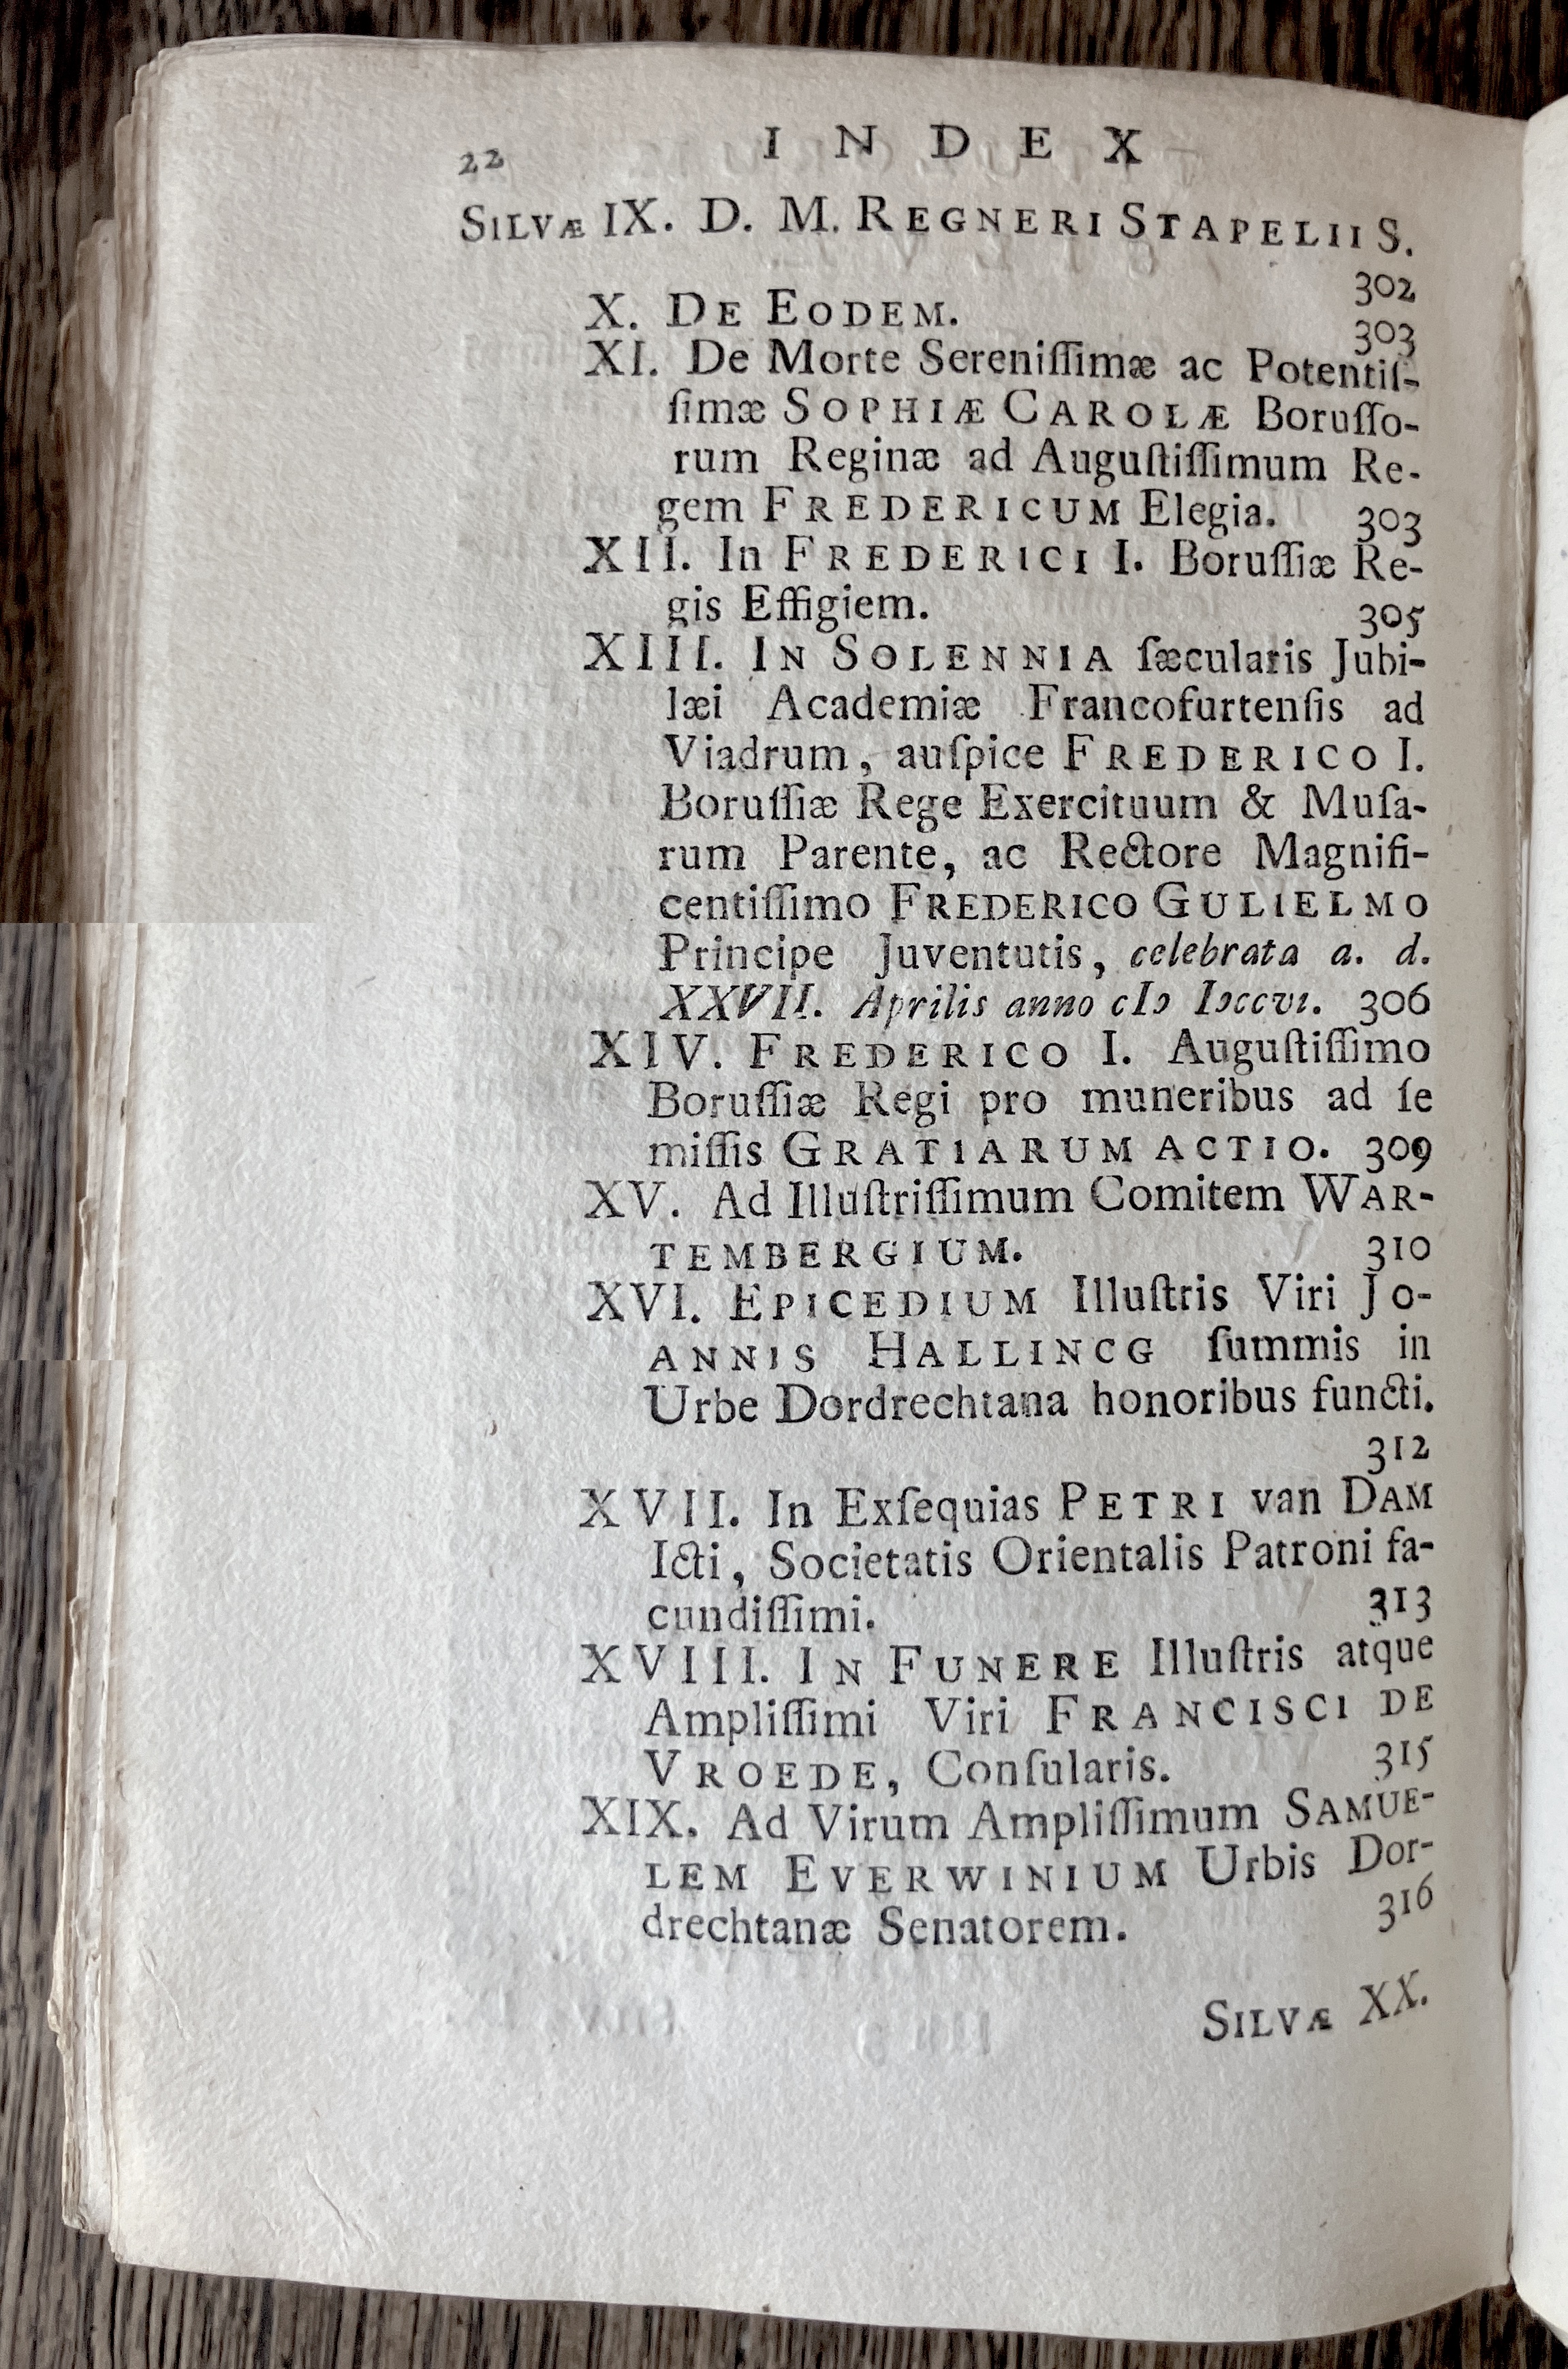 22 INDEX
SILVÆ IX. D. M. REGNERI STAPELII S.
302
X. DE EODEM. 303
XI. De Morte Sereniſſimæ ac Potentiſ-
ſimæ SOPHIÆ CAROLÆ Boruſſo-
rum Reginæ ad Auguſtiſſimum Re-
gem FREDERICUM Elegia. 303
XII. In FREDERICI I. Boruſſiæ Re-
gis Effigiem. 305
XIII. IN SOLENNIA ſæcularis Jubi-
læi Academiæ Francofurtenſis ad
Viadrum, auſpice FREDERICO I.
Boruſſiæ Rege Exercituum & Muſa-
rum Parente, ac Rectore Magnifi-
centiſſimo FREDERICO GULIELMO
Principe Juventutis, celebrata a. d.
XXVII. Aprilis anno cIↄ Iↄccvı. 306
XIV. FREDERICO I. Auguſtiſſimo
Boruſſiæ Regi pro muneribus ad ſe
miſſis GRATIARUM ACTIO. 309
XV. Ad Illuſtriſſimum Comitem WAR-
TEMBERGIUM. 310
XVI. EPICEDIUM Illuſtris Viri JO-
ANNIS HALLINCG ſummis in
Urbe Dordrechtana honoribus functi.
312
XVII. In Exſequias PETRI van DAM
Icti, Societatis Orientalis Patroni fa-
cundiſſimi. 313
XVIII. IN FUNERE Illuſtris atque
Ampliſſimi Viri FRANCISCI DE
VROEDE, Conſularis. 315
XIX. Ad Virum Ampliſſimum SAMUE-
LEM EVERWINIUM Urbis Dor-
drechtanæ Senatorem. 316
SILVÆ XX.